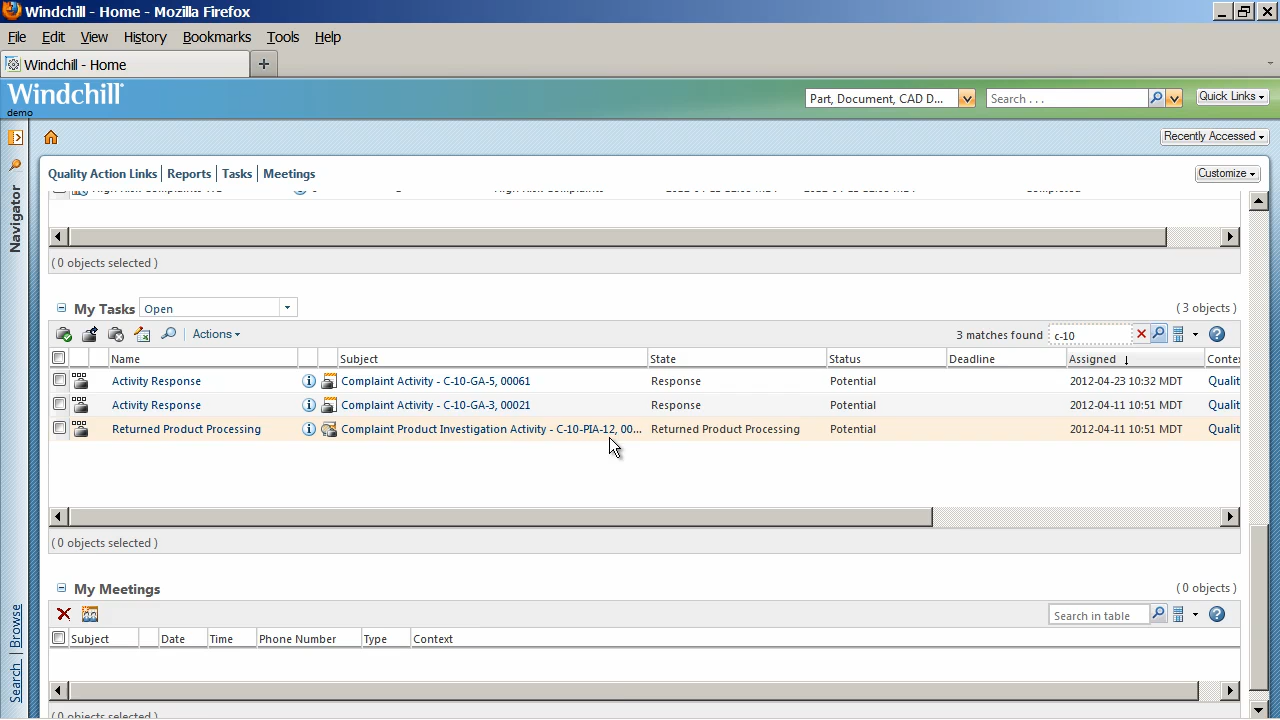 Windchill - Home - Mozilla Firefox
File Edit View History Bookmarks Tools Help
Windchill - Home
Windchill
demo
Part, Document, CAD D...
Search . . .
Quick Links
Recently Accessed
Navigator
Search | Browse
Quality Action Links | Reports | Tasks | Meetings
Customize
( 0 objects selected )
My Tasks Open ( 3 objects )
Actions 3 matches found c-10
Name Subject State Status Deadline Assigned Conte
Activity Response Complaint Activity - C-10-GA-5, 00061 Response Potential 2012-04-23 10:32 MDT Qualit
Activity Response Complaint Activity - C-10-GA-3, 00021 Response Potential 2012-04-11 10:51 MDT Qualit
Returned Product Processing Complaint Product Investigation Activity - C-10-PIA-12, 00... Returned Product Processing Potential 2012-04-11 10:51 MDT Qualit
( 0 objects selected )
My Meetings ( 0 objects )
Search in table
Subject Date Time Phone Number Type Context
( 0 objects selected )